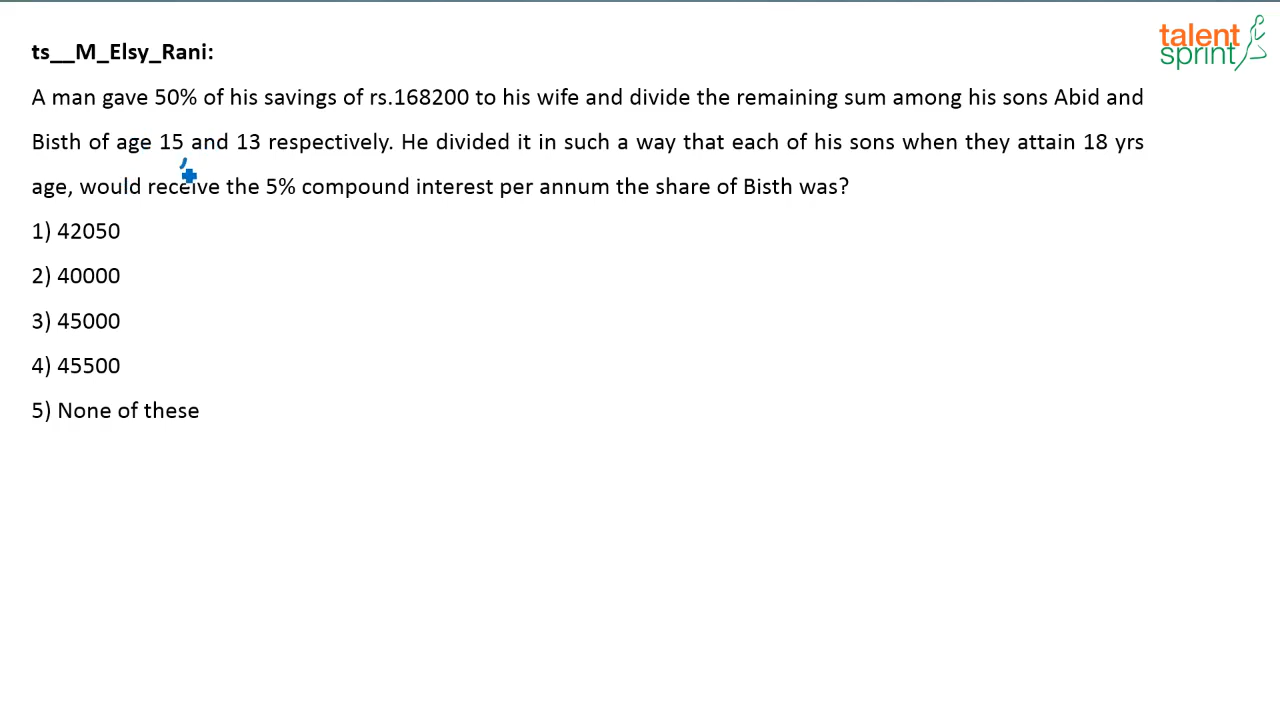 talent
sprint
ts__M_Elsy_Rani:
A man gave 50% of his savings of rs.168200 to his wife and divide the remaining sum among his sons Abid and
Bisth of age 15 and 13 respectively. He divided it in such a way that each of his sons when they attain 18 yrs
age, would receive the 5% compound interest per annum the share of Bisth was?
1) 42050
2) 40000
3) 45000
4) 45500
5) None of these